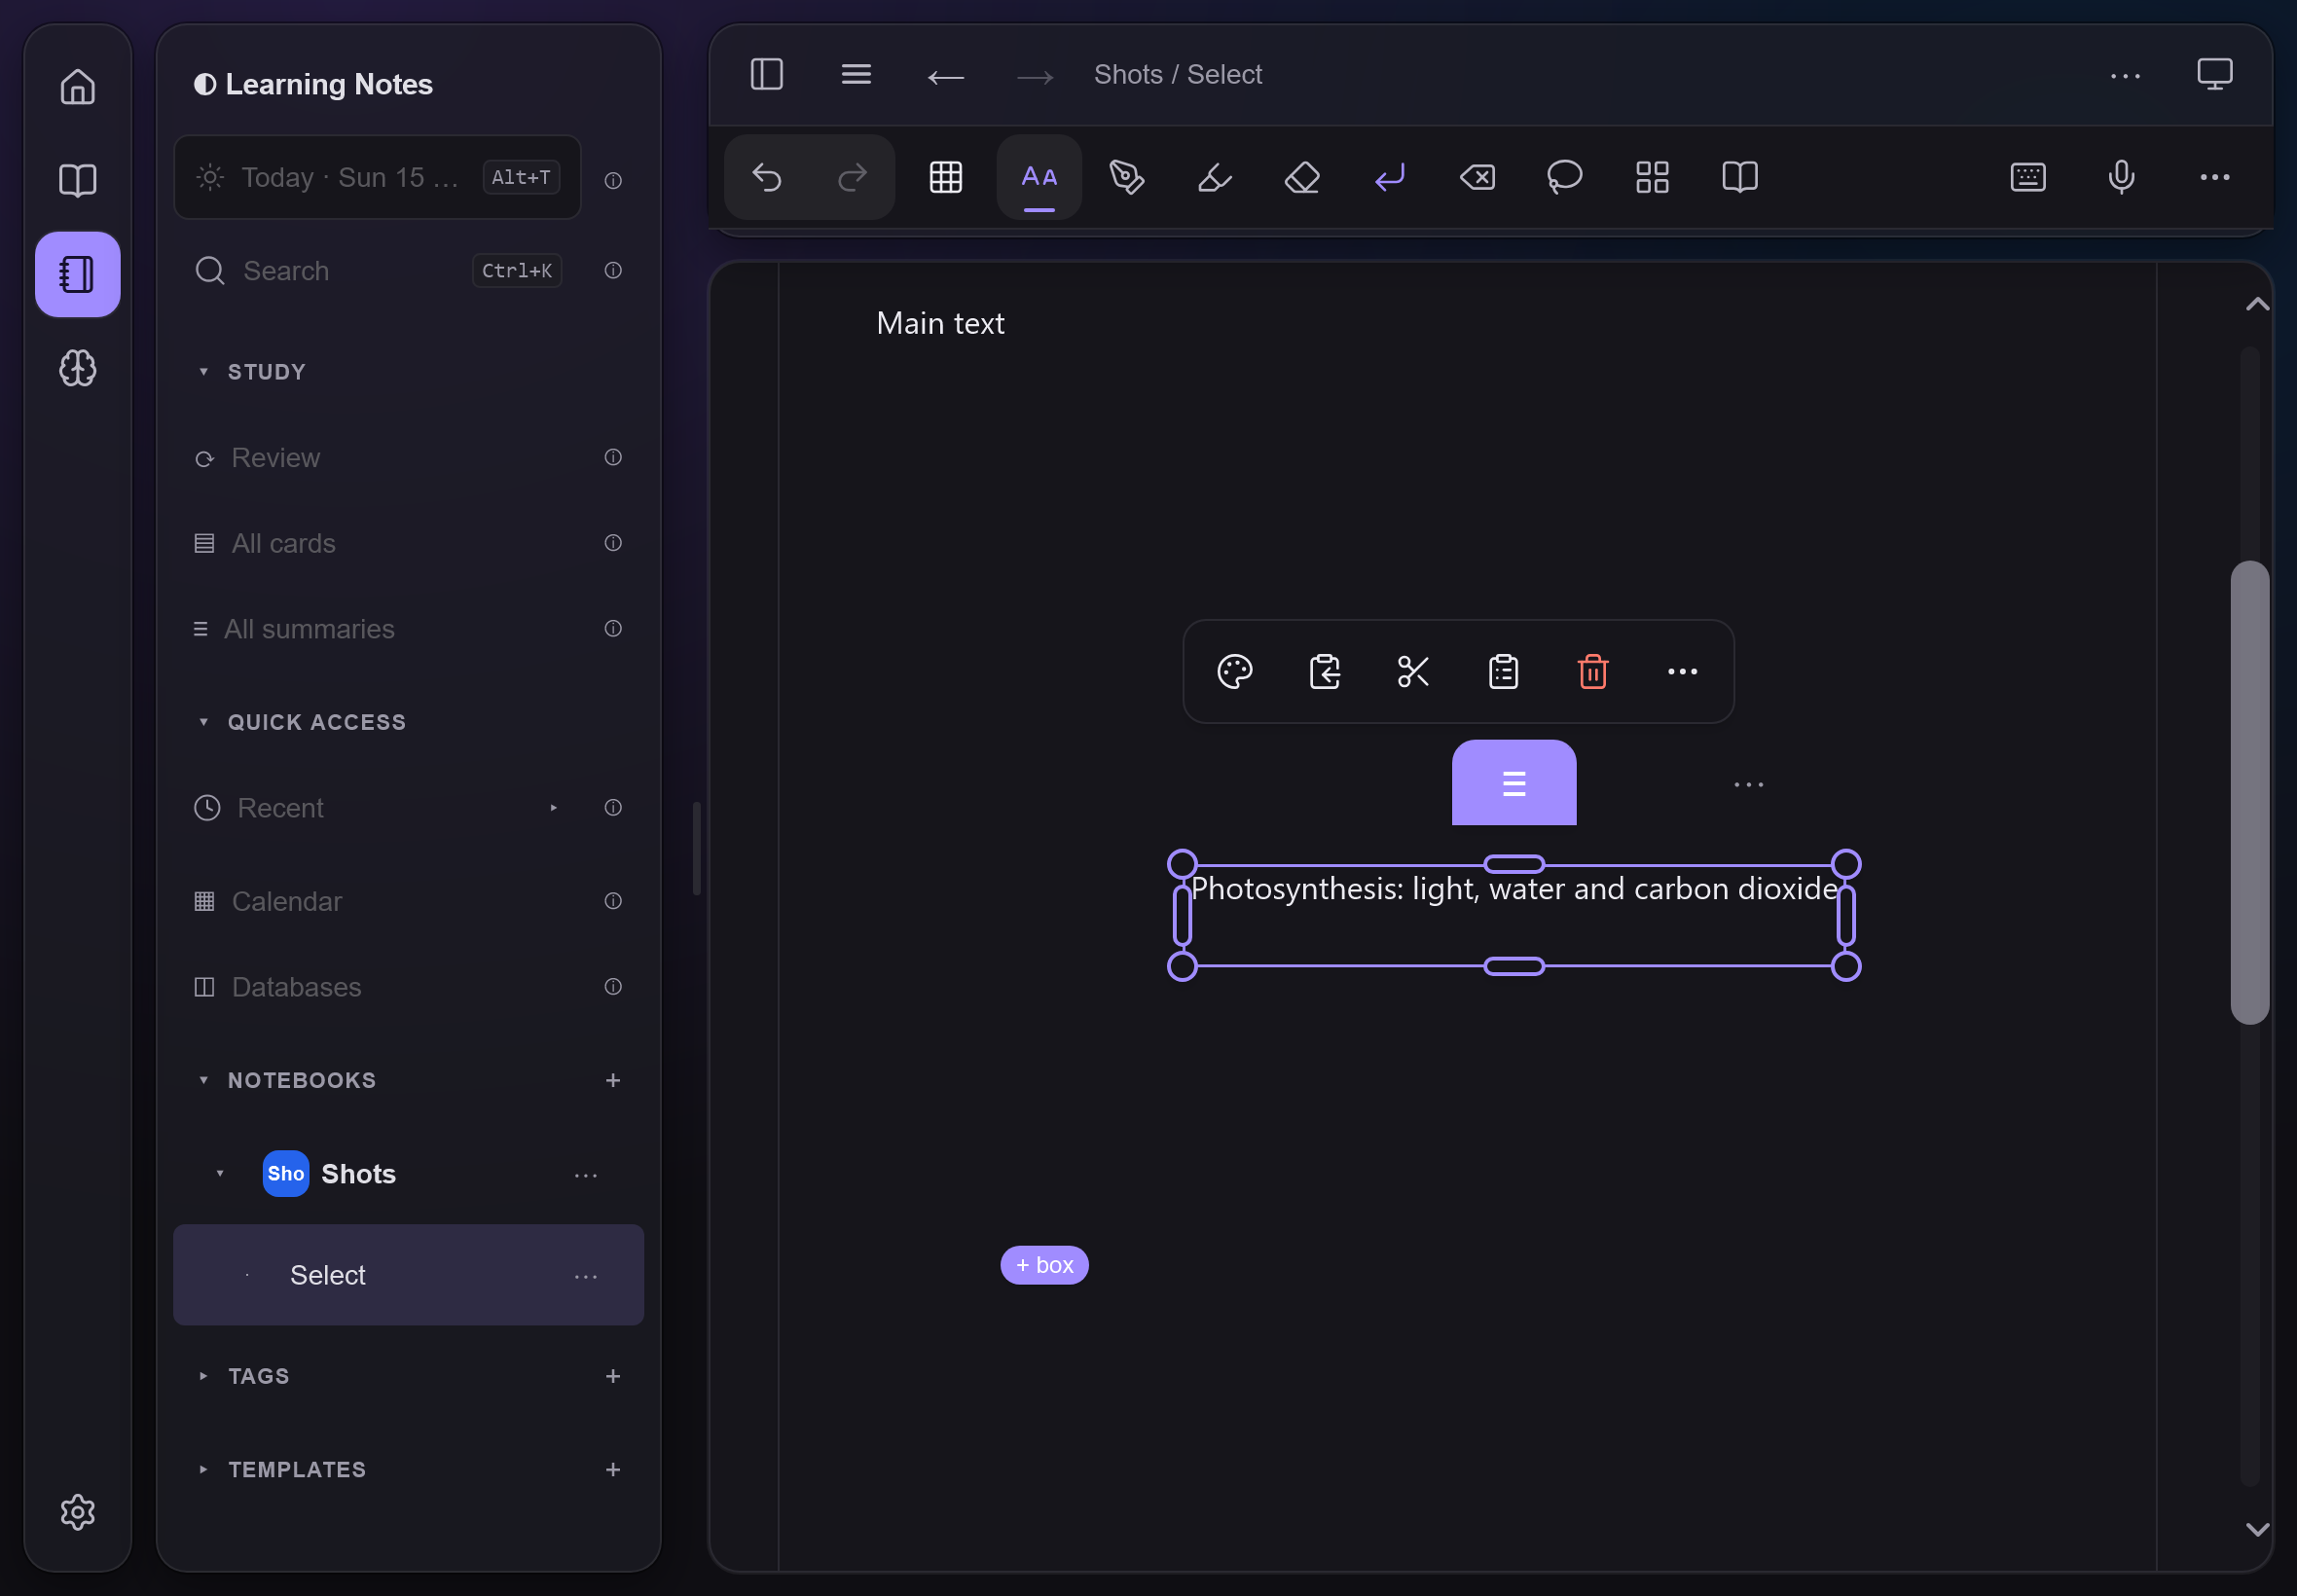 Learning Notes
Today · Sun 15 ... Alt+T
Search Ctrl+K
STUDY
Review
All cards
All summaries
QUICK ACCESS
Recent
Calendar
Databases
NOTEBOOKS
Sho Shots
Select
TAGS
TEMPLATES
Shots / Select
AA
Main text
Photosynthesis: light, water and carbon dioxide
+ box